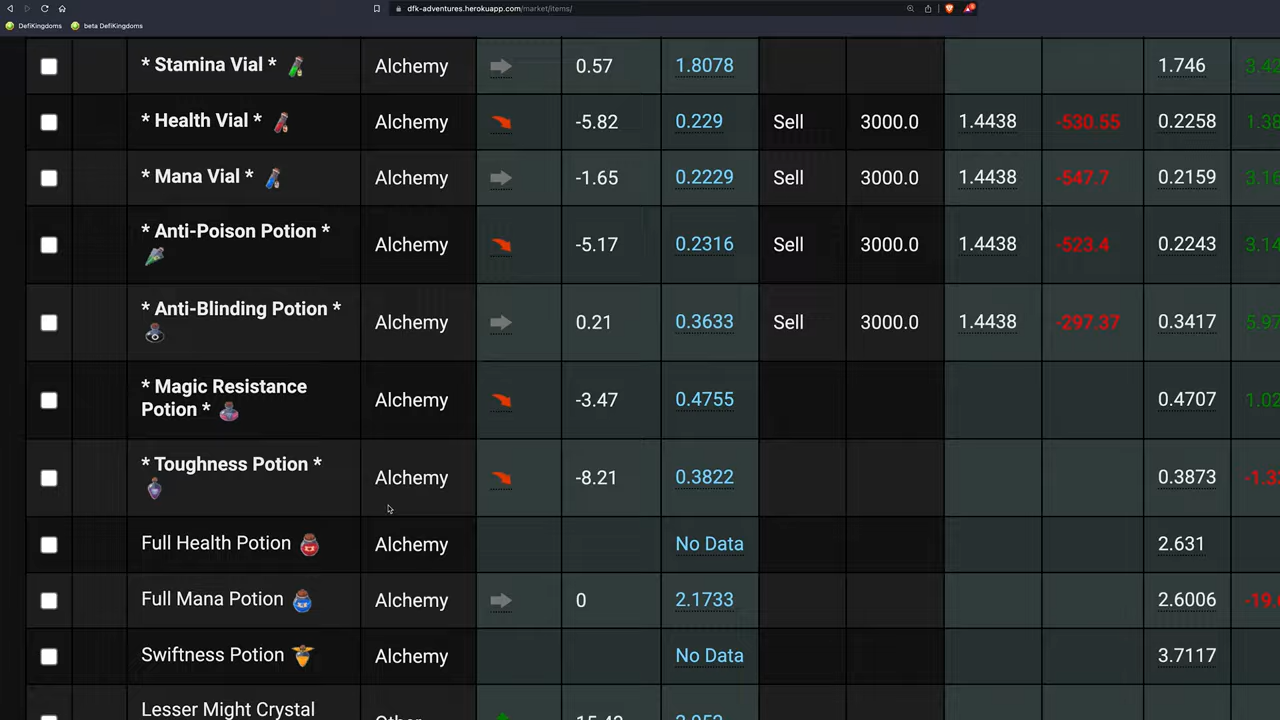 dfk-adventures.herokuapp.com/market/items/
DefiKingdoms beta DefiKingdoms
* Stamina Vial * Alchemy 0.57 1.8078 1.746
* Health Vial * Alchemy -5.82 0.229 Sell 3000.0 1.4438 -530.55 0.2258
* Mana Vial * Alchemy -1.65 0.2229 Sell 3000.0 1.4438 -547.7 0.2159
* Anti-Poison Potion * Alchemy -5.17 0.2316 Sell 3000.0 1.4438 -523.4 0.2243
* Anti-Blinding Potion * Alchemy 0.21 0.3633 Sell 3000.0 1.4438 -297.37 0.3417
* Magic Resistance
Potion * Alchemy -3.47 0.4755 0.4707
* Toughness Potion * Alchemy -8.21 0.3822 0.3873
Full Health Potion Alchemy No Data 2.631
Full Mana Potion Alchemy 0 2.1733 2.6006
Swiftness Potion Alchemy No Data 3.7117
Lesser Might Crystal